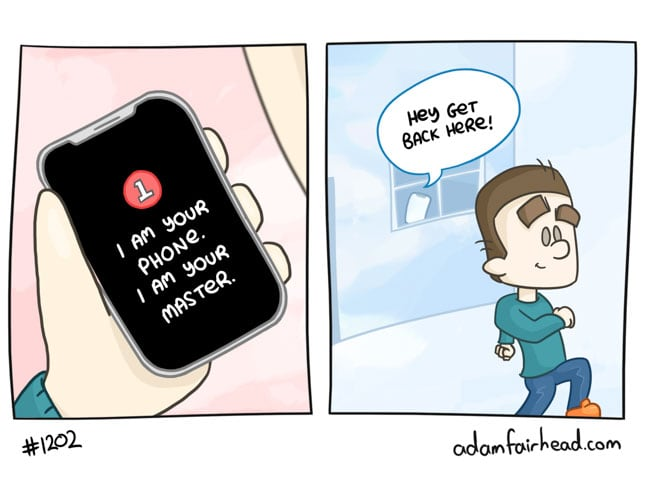 1
I AM YOUR
PHONE.
I AM YOUR
MASTER.
HEY GET
BACK HERE!
#1202
adamfairhead.com